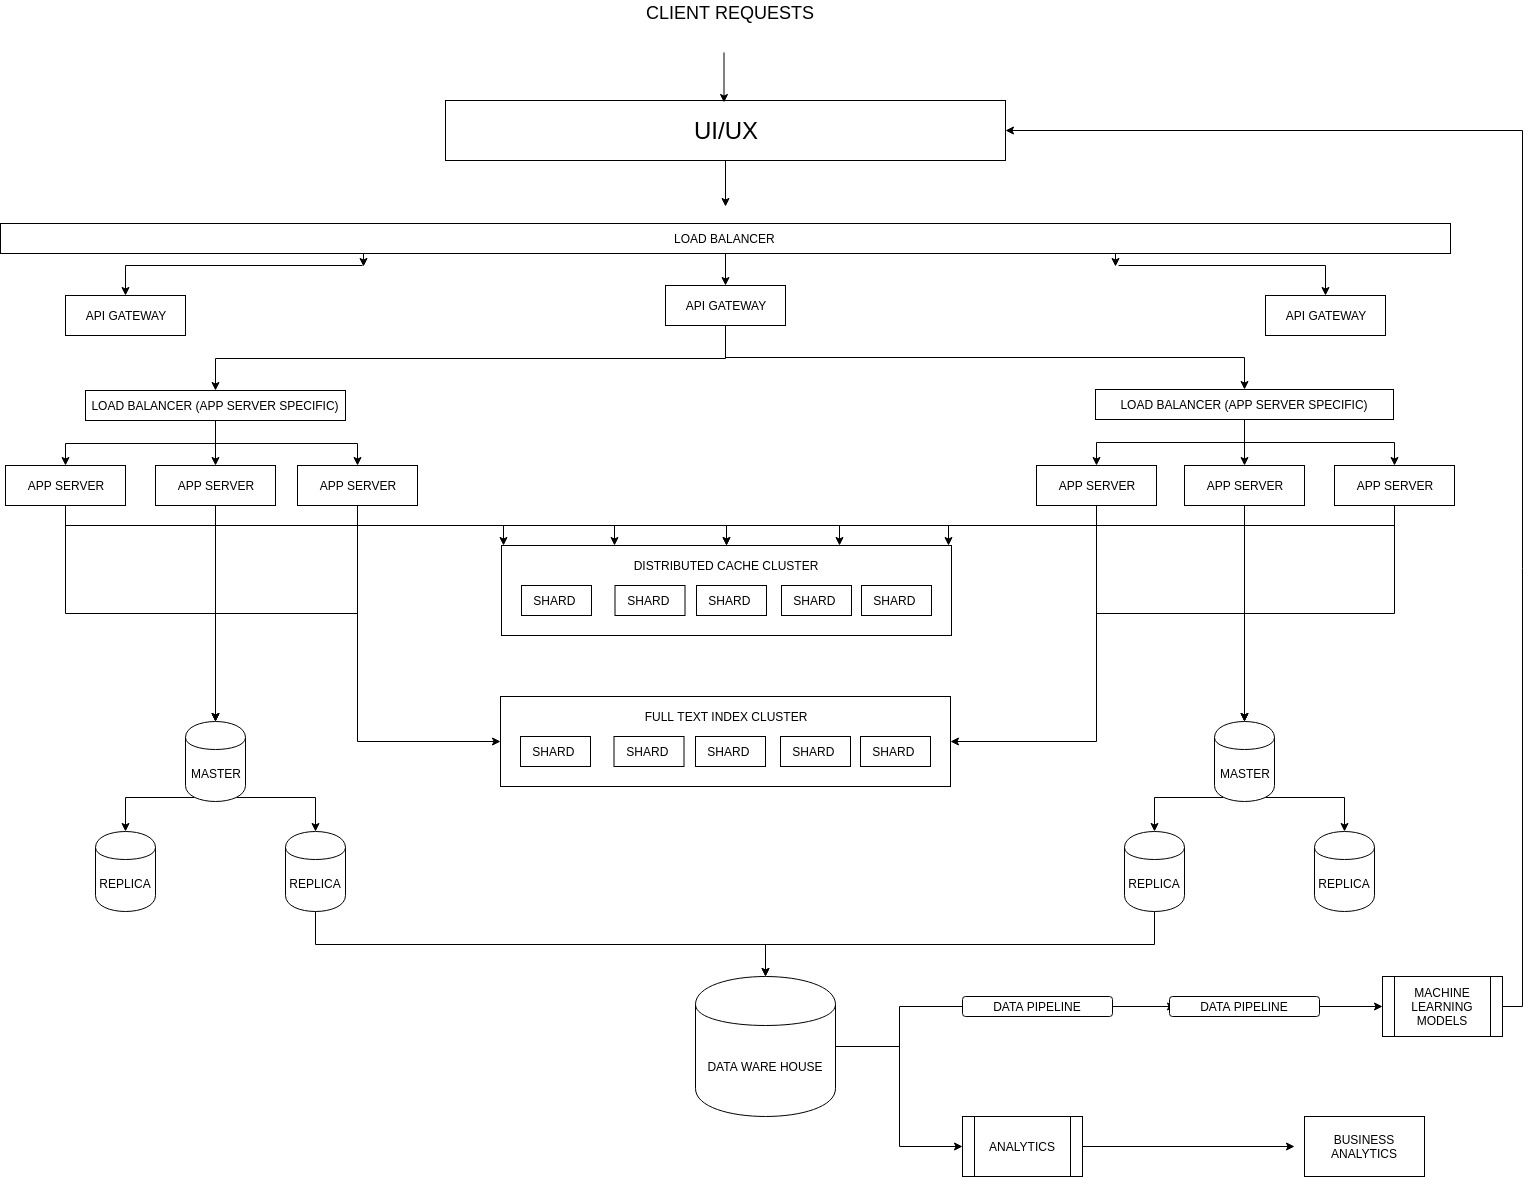 CLIENT REQUESTS
UI/UX
LOAD BALANCER
API GATEWAY
API GATEWAY
API GATEWAY
LOAD BALANCER (APP SERVER SPECIFIC)
LOAD BALANCER (APP SERVER SPECIFIC)
APP SERVER
APP SERVER
APP SERVER
APP SERVER
APP SERVER
APP SERVER
DISTRIBUTED CACHE CLUSTER
SHARD
SHARD
SHARD
SHARD
SHARD
FULL TEXT INDEX CLUSTER
SHARD
SHARD
SHARD
SHARD
SHARD
MASTER
MASTER
REPLICA
REPLICA
REPLICA
REPLICA
DATA WARE HOUSE
DATA PIPELINE
DATA PIPELINE
MACHINE
LEARNING
MODELS
ANALYTICS
BUSINESS
ANALYTICS